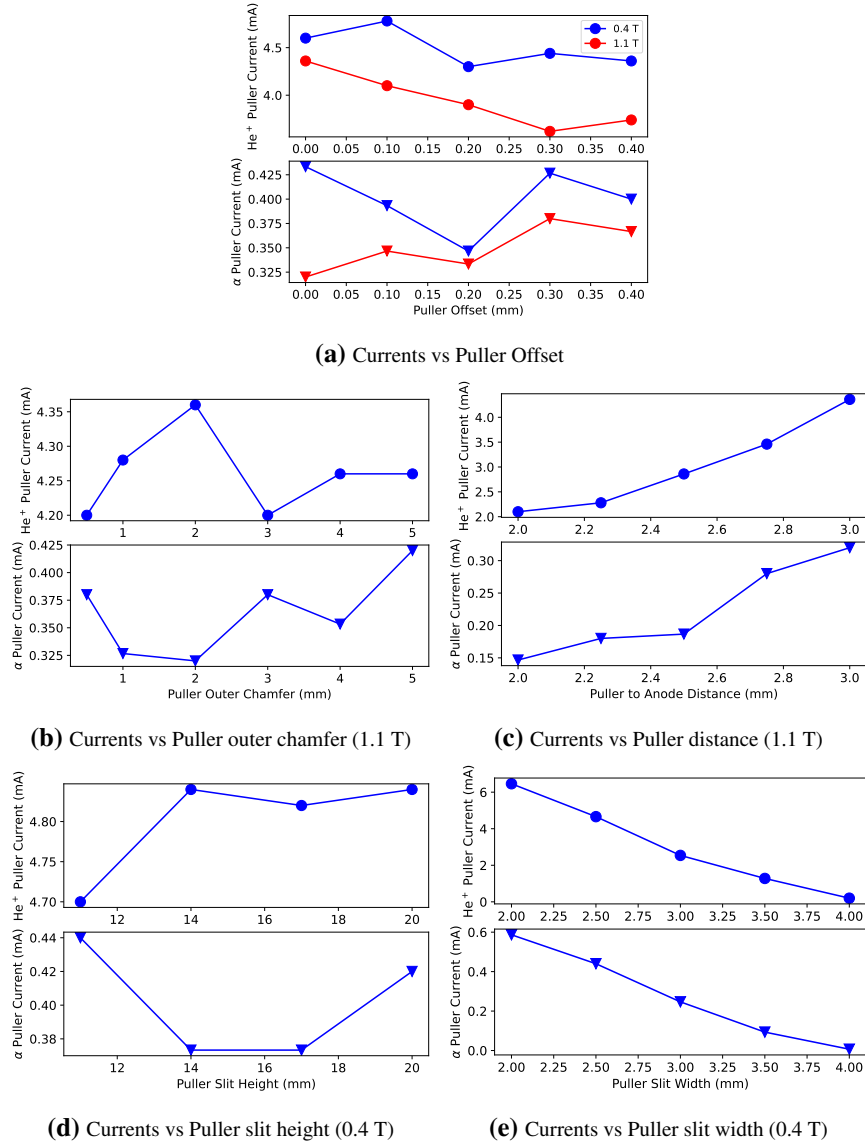 0.4 T
1.1 T
He⁺ Puller Current (mA)
4.5
4.0
0.00 0.05 0.10 0.15 0.20 0.25 0.30 0.35 0.40
α Puller Current (mA)
0.425
0.400
0.375
0.350
0.325
0.00 0.05 0.10 0.15 0.20 0.25 0.30 0.35 0.40
Puller Offset (mm)
(a) Currents vs Puller Offset
He⁺ Puller Current (mA)
4.35
4.30
4.25
4.20
1 2 3 4 5
α Puller Current (mA)
0.425
0.400
0.375
0.350
0.325
1 2 3 4 5
Puller Outer Chamfer (mm)
(b) Currents vs Puller outer chamfer (1.1 T)
He⁺ Puller Current (mA)
4.0
3.5
3.0
2.5
2.0
2.0 2.2 2.4 2.6 2.8 3.0
α Puller Current (mA)
0.30
0.25
0.20
0.15
2.0 2.2 2.4 2.6 2.8 3.0
Puller to Anode Distance (mm)
(c) Currents vs Puller distance (1.1 T)
He⁺ Puller Current (mA)
4.80
4.75
4.70
12 14 16 18 20
α Puller Current (mA)
0.44
0.42
0.40
0.38
12 14 16 18 20
Puller Slit Height (mm)
(d) Currents vs Puller slit height (0.4 T)
He⁺ Puller Current (mA)
6
4
2
0
2.00 2.25 2.50 2.75 3.00 3.25 3.50 3.75 4.00
α Puller Current (mA)
0.6
0.4
0.2
0.0
2.00 2.25 2.50 2.75 3.00 3.25 3.50 3.75 4.00
Puller Slit Width (mm)
(e) Currents vs Puller slit width (0.4 T)